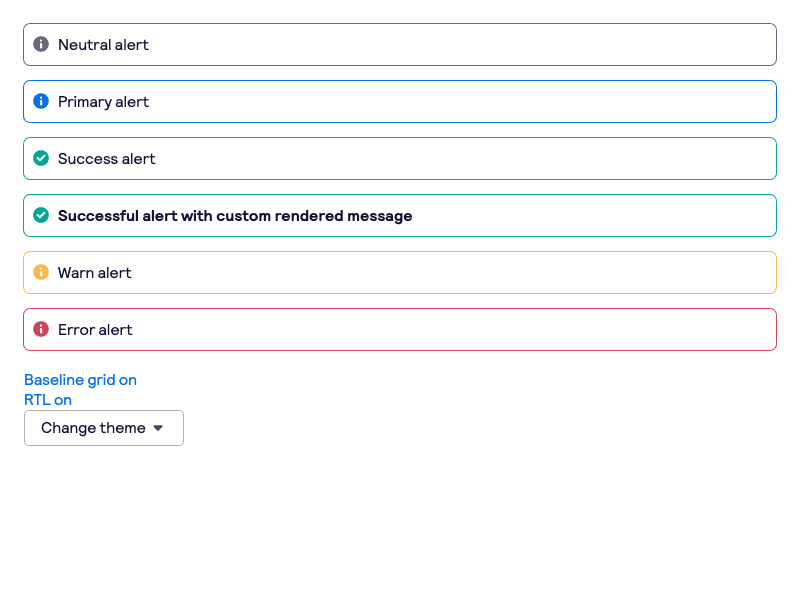 Neutral alert
Primary alert
Success alert
Successful alert with custom rendered message
Warn alert
Error alert
Baseline grid on
RTL on
Change theme